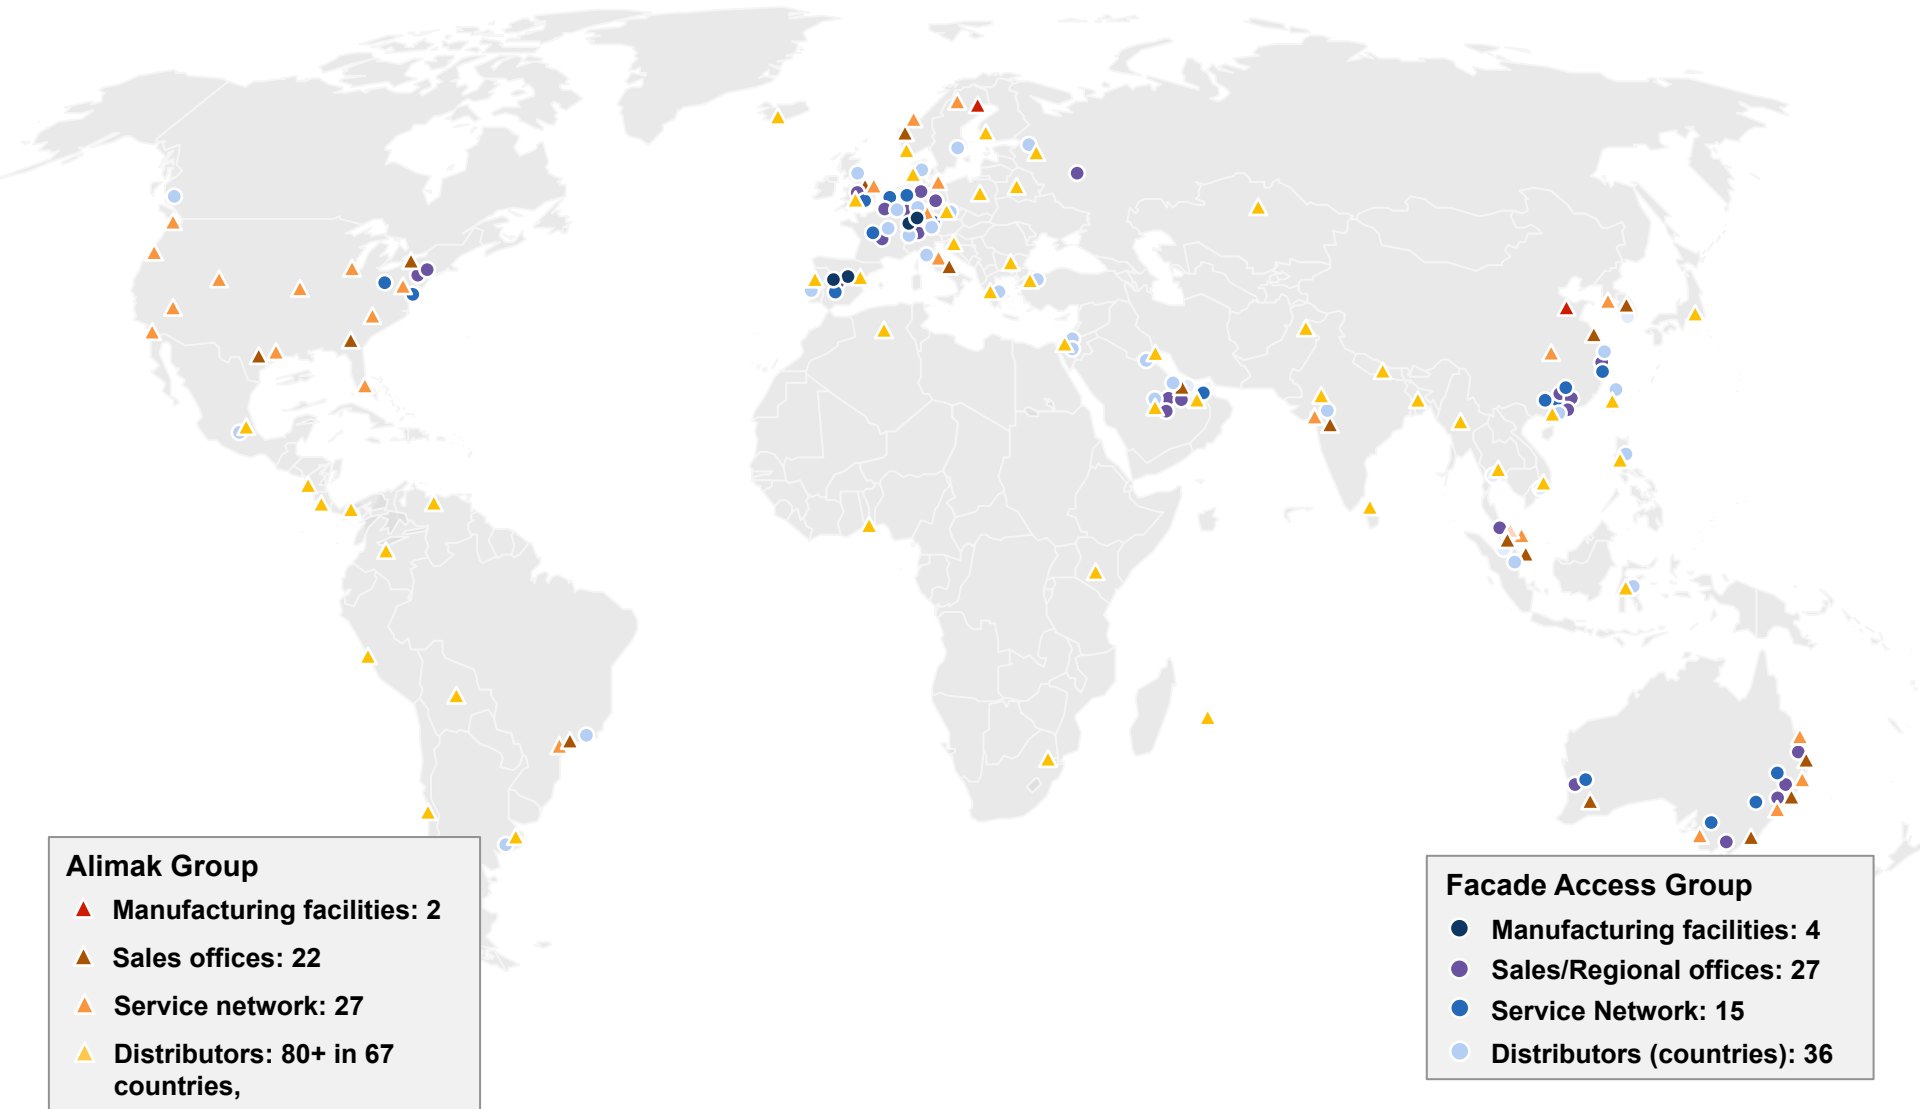 Alimak Group
Manufacturing facilities: 2
Sales offices: 22
Service network: 27
Distributors: 80+ in 67
countries,
Facade Access Group
Manufacturing facilities: 4
Sales/Regional offices: 27
Service Network: 15
Distributors (countries): 36